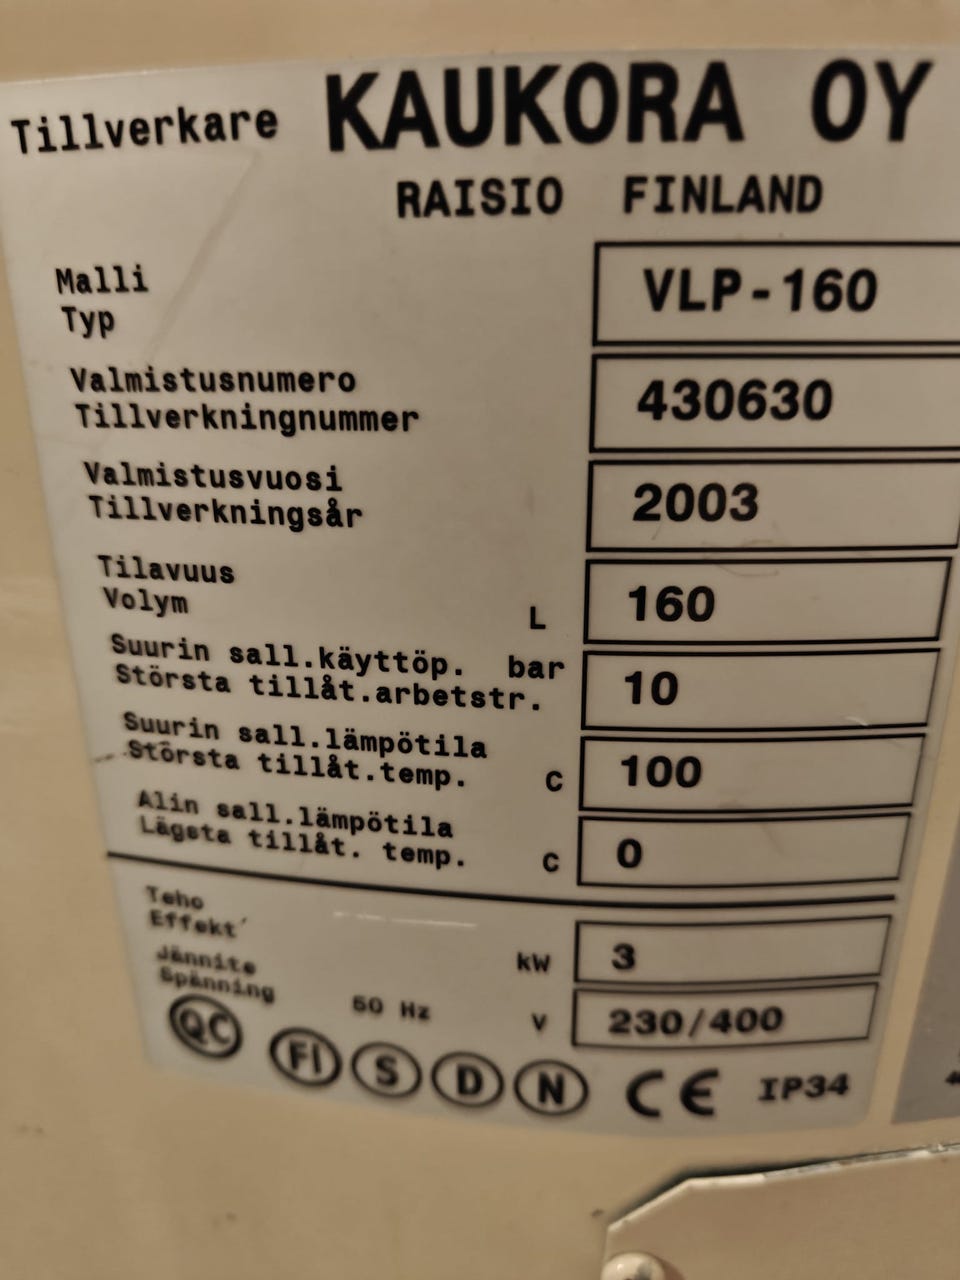 Tillverkare KAUKORA OY
RAISIO FINLAND
Malli
Typ
VLP-160
Valmistusnumero
Tillverkningnummer
430630
Valmistusvuosi
Tillverkningsår
2003
Tilavuus
Volym L
160
Suurin sall.käyttöp. bar
Största tillåt.arbetstr.
10
Suurin sall.lämpötila
Största tillåt.temp. C
100
Alin sall.lämpötila
Lägsta tillåt. temp. C
0
Teho
Effekt kW
3
Jännite
Spänning 50 Hz V
230/400
QC FI S D N CE IP34